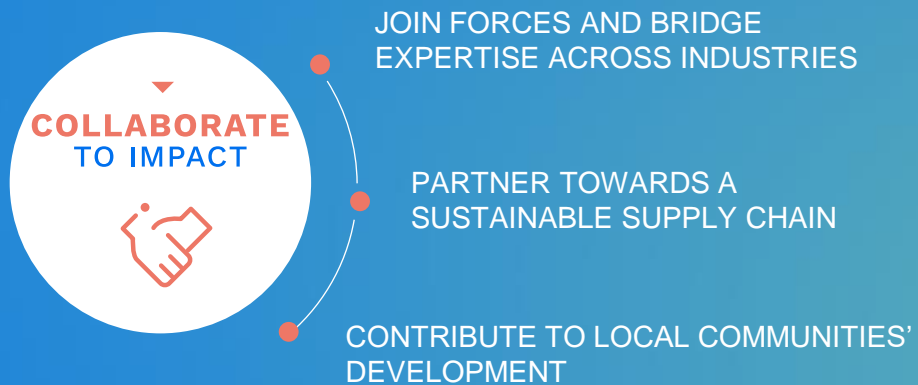 COLLABORATE
TO IMPACT
JOIN FORCES AND BRIDGE
EXPERTISE ACROSS INDUSTRIES
PARTNER TOWARDS A
SUSTAINABLE SUPPLY CHAIN
CONTRIBUTE TO LOCAL COMMUNITIES’
DEVELOPMENT